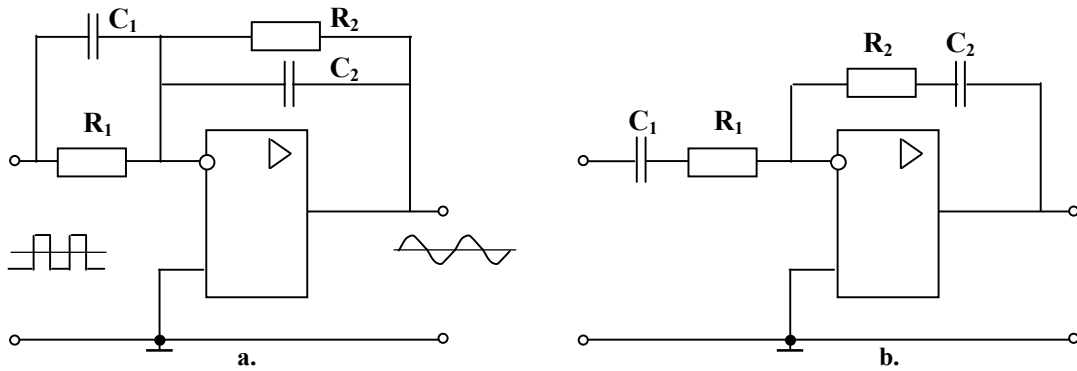 C₁
R₂
C₂
R₁
a.
R₂
C₂
C₁
R₁
b.